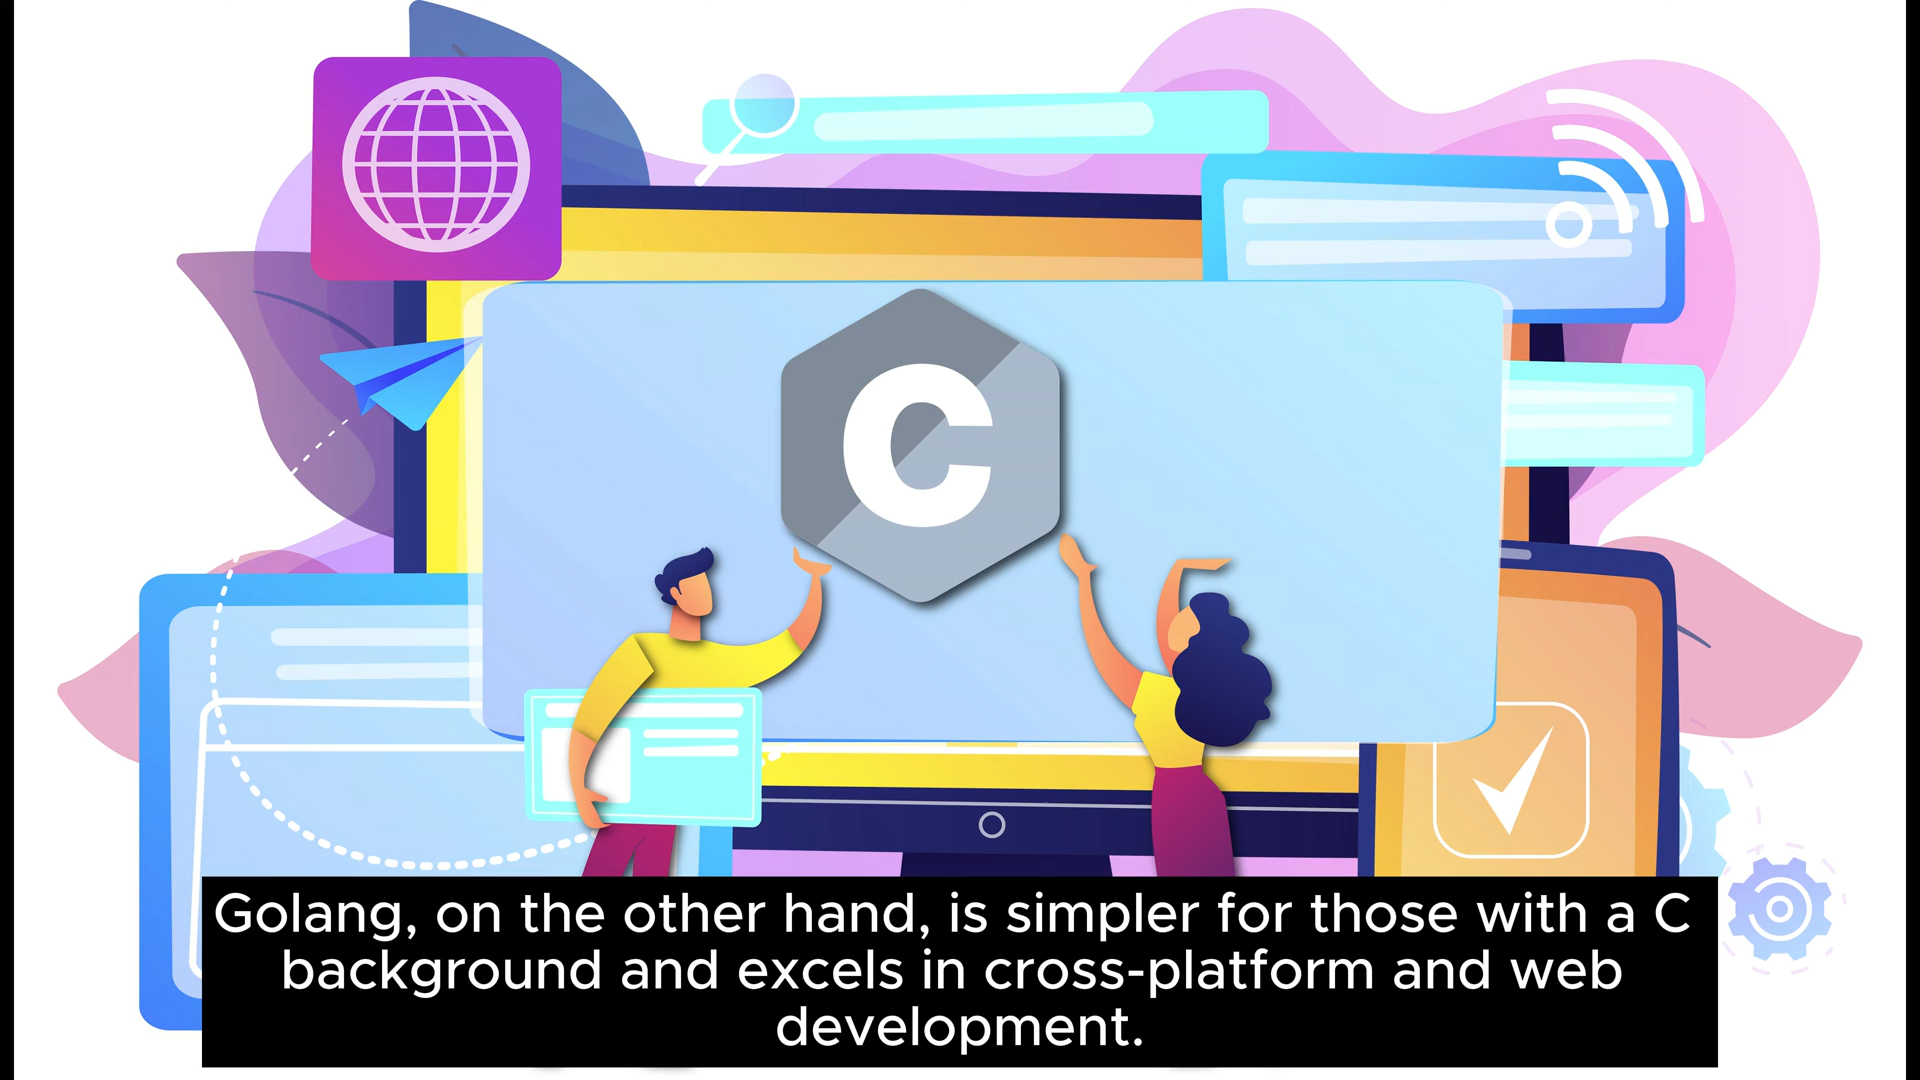 C
Golang, on the other hand, is simpler for those with a C
background and excels in cross-platform and web
development.